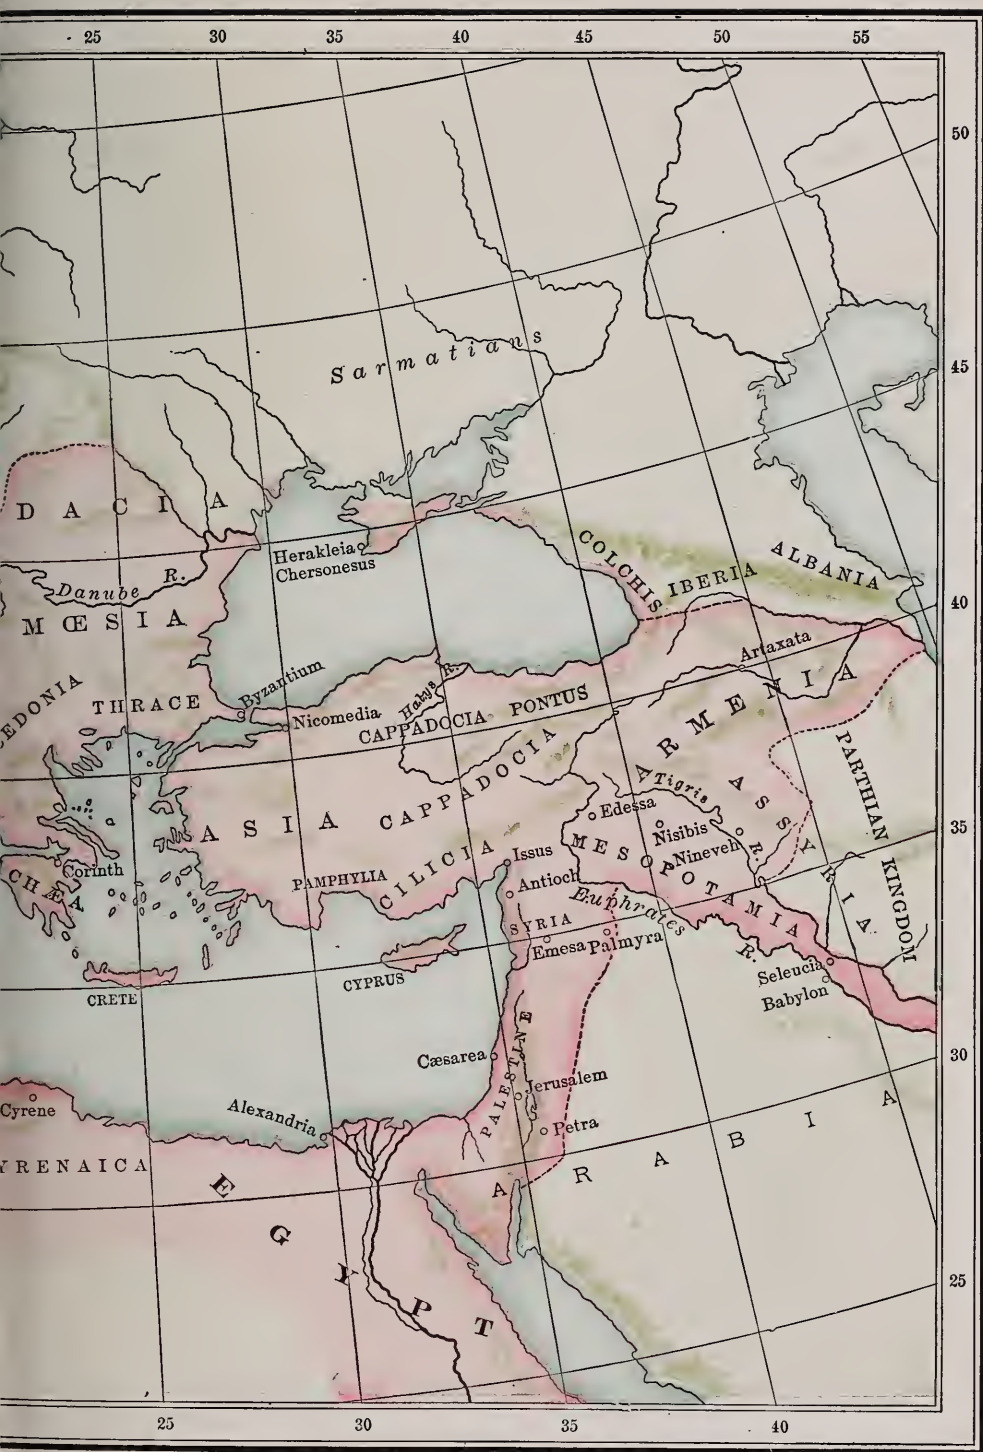 25 30 35 40 45 50 55
50
Sarmatians
45
DACIA
Herakleia
Chersonesus
COLCHIS
IBERIA
ALBANIA
Danube R.
40
MŒSIA
EDONIA
THRACE
Byzantium
Nicomedia
Halys R.
CAPPADOCIA PONTUS
Artaxata
ARMENIA
PARTHIAN KINGDOM
ASIA
CAPPADOCIA
Edessa
Tigris R.
Nisibis
Nineveh
ASSYRIA
35
MESOPOTAMIA
Corinth
CHÆA
PAMPHYLIA
CILICIA
Issus
Antioch
Euphrates R.
SYRIA
Emesa
Palmyra
Seleucia
Babylon
CRETE
CYPRUS
PALESTINE
Cæsarea
30
Jerusalem
Cyrene
Alexandria
Petra
YRENAICA
ARABIA
EGYPT
25
25 30 35 40